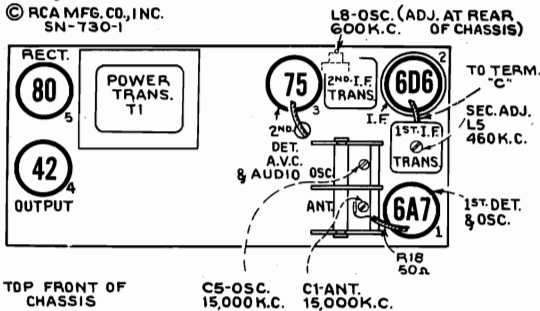 © RCA MFG. CO., INC.
SN-730-1
L8-OSC. (ADJ. AT REAR
600K.C. OF CHASSIS)
RECT.
80
5
POWER
TRANS.
T1
75
3
2ND. I.F.
TRANS.
6D6
2
I.F.
TO TERM.
"C"
SEC. ADJ.
L5
460 K.C.
1ST. I.F.
TRANS.
2ND.
DET.
A.V.C.
& AUDIO
OSC.
42
4
OUTPUT
ANT.
6A7
1
1ST. DET.
& OSC.
R18
50Ω
TOP FRONT OF
CHASSIS
C5-OSC.
15,000K.C.
C1-ANT.
15,000K.C.